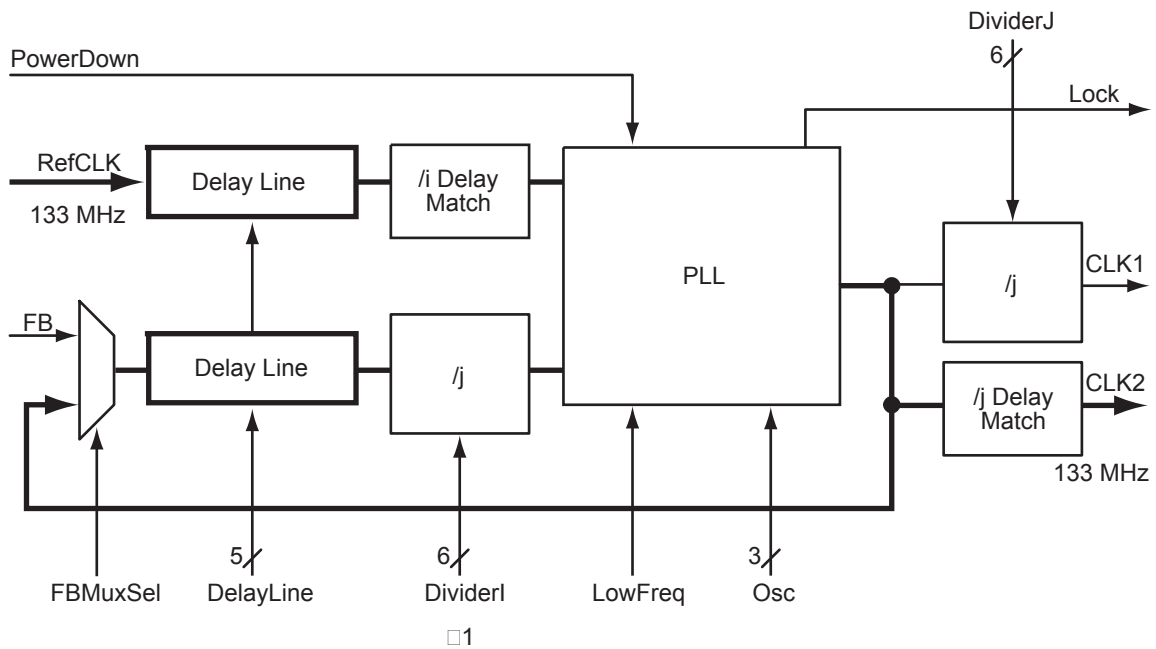 DividerJ
6
PowerDown
Lock
RefCLK
133 MHz
Delay Line
/i Delay
Match
PLL
/j
CLK1
FB
Delay Line
/j
/j Delay
Match
CLK2
133 MHz
5
6
3
FBMuxSel
DelayLine
DividerI
LowFreq
Osc
□1